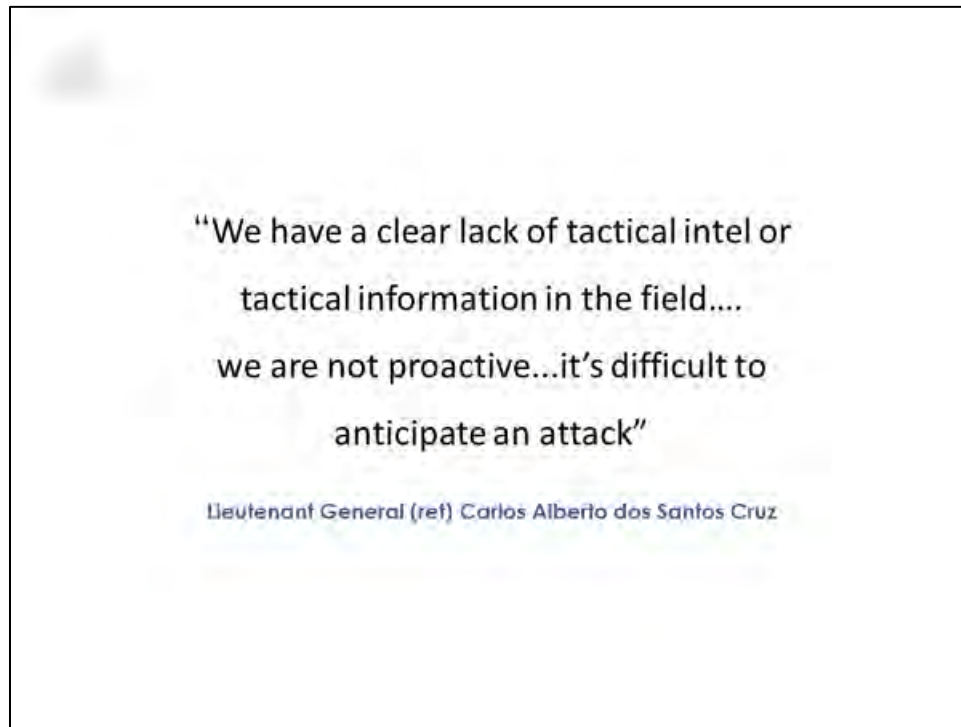 “We have a clear lack of tactical intel or
tactical information in the field....
we are not proactive...it’s difficult to
anticipate an attack”
Lieutenant General (ret) Carlos Alberto dos Santos Cruz